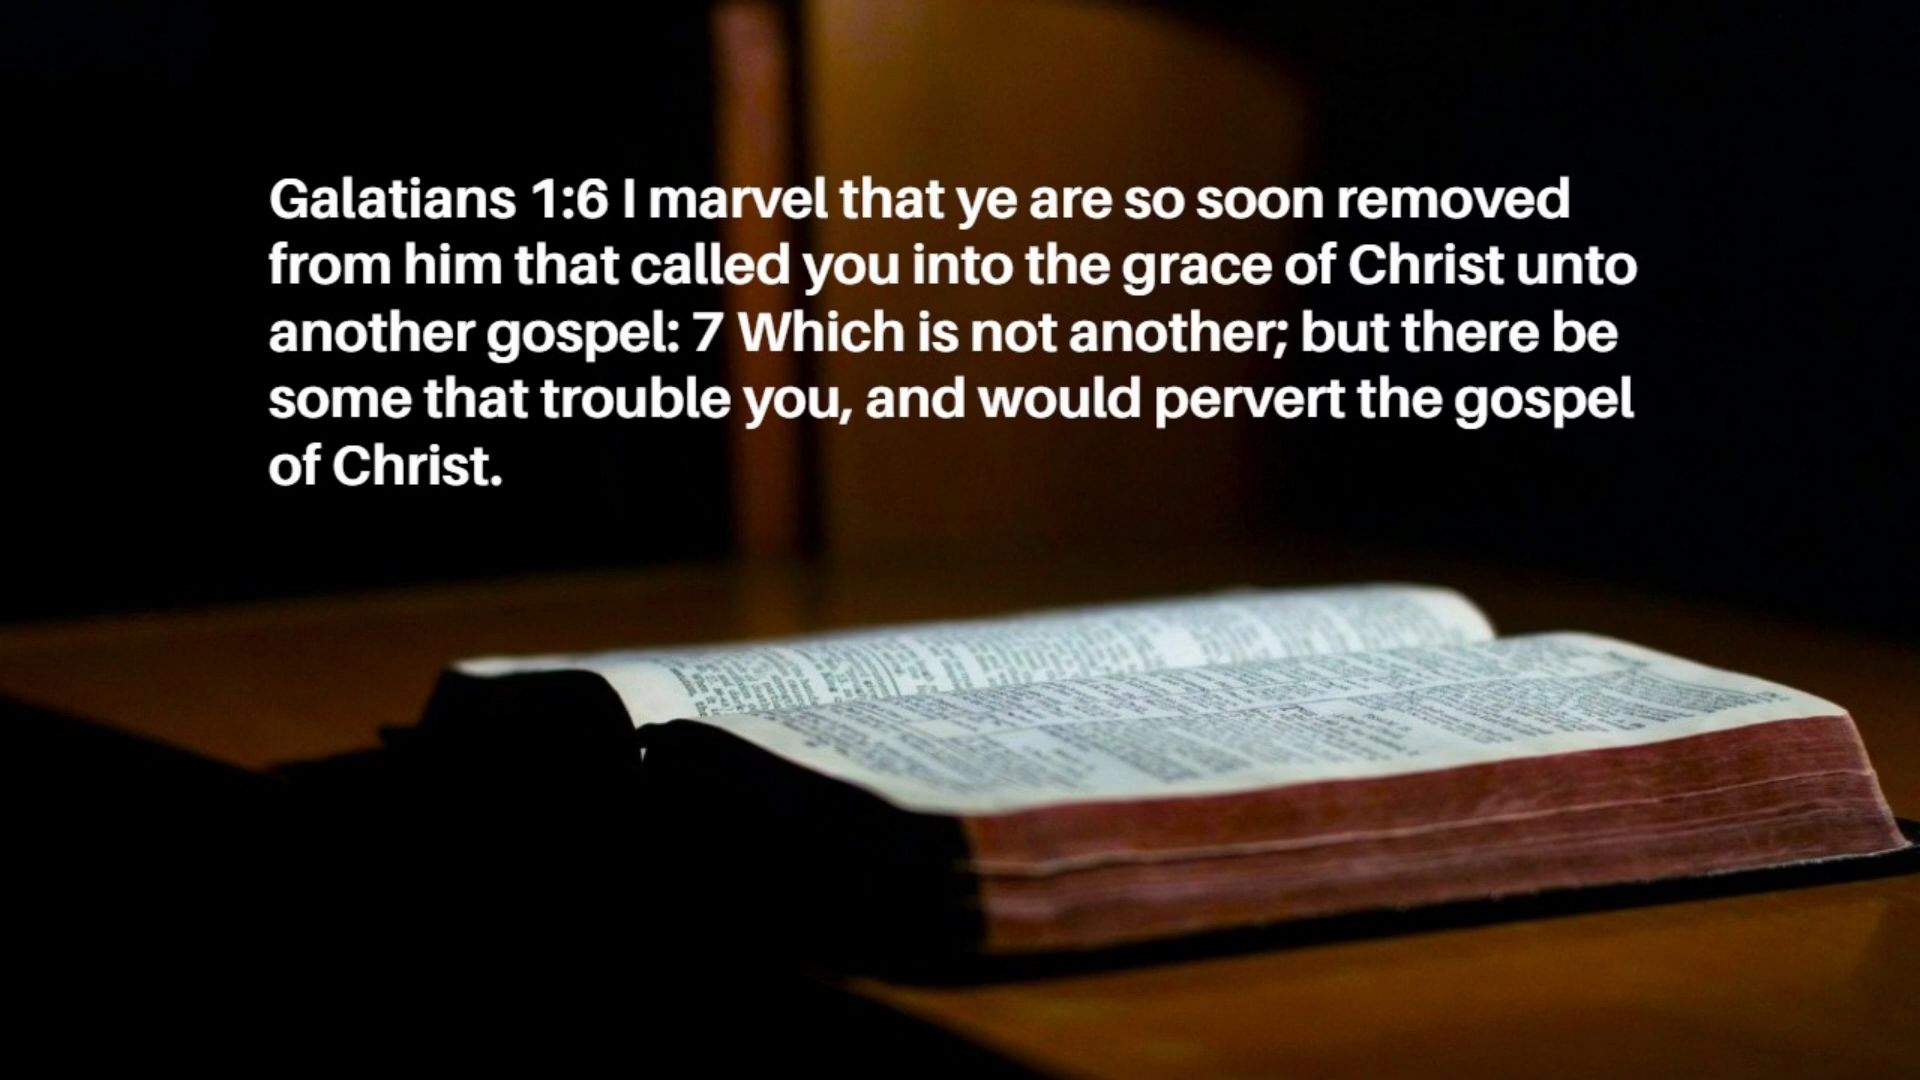 Galatians 1:6 I marvel that ye are so soon removed
from him that called you into the grace of Christ unto
another gospel: 7 Which is not another; but there be
some that trouble you, and would pervert the gospel
of Christ.